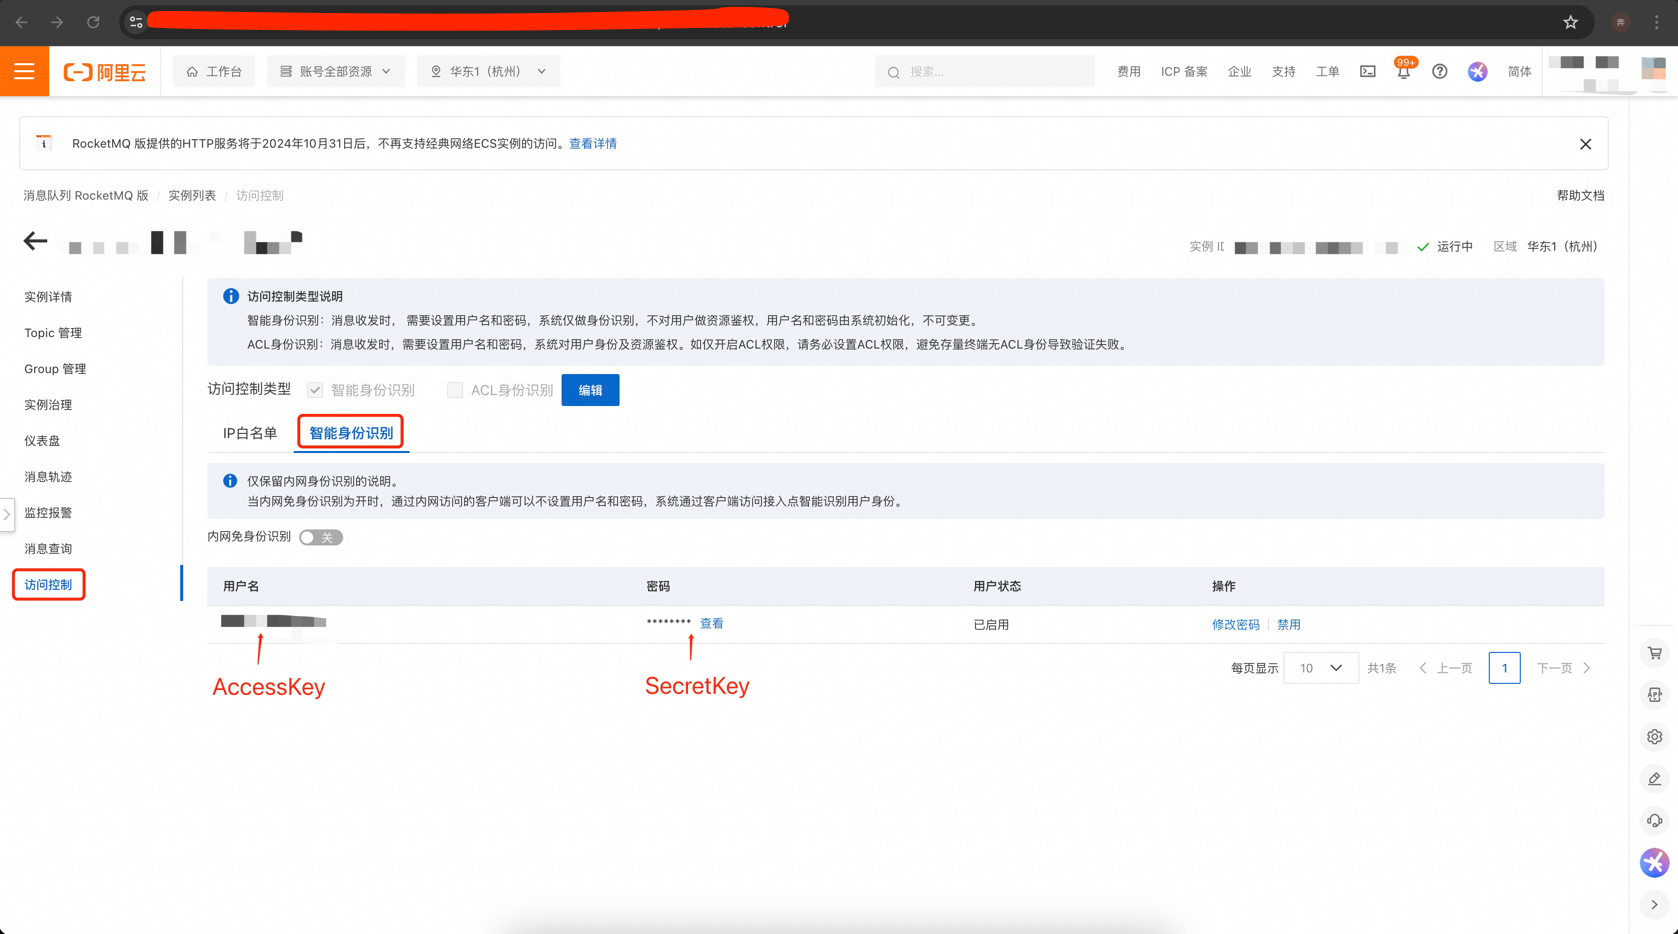 阿里云
工作台
账号全部资源
华东1（杭州）
搜索...
费用
ICP 备案
企业
支持
工单
99+
简体
RocketMQ 版提供的HTTP服务将于2024年10月31日后，不再支持经典网络ECS实例的访问。查看详情
消息队列 RocketMQ 版 / 实例列表 / 访问控制
帮助文档
实例 ID
运行中
区域 华东1（杭州）
实例详情
Topic 管理
Group 管理
实例治理
仪表盘
消息轨迹
监控报警
消息查询
访问控制
访问控制类型说明
智能身份识别：消息收发时， 需要设置用户名和密码，系统仅做身份识别，不对用户做资源鉴权，用户名和密码由系统初始化，不可变更。
ACL身份识别：消息收发时，需要设置用户名和密码，系统对用户身份及资源鉴权。如仅开启ACL权限，请务必设置ACL权限，避免存量终端无ACL身份导致验证失败。
访问控制类型 智能身份识别 ACL身份识别 编辑
IP白名单 智能身份识别
仅保留内网身份识别的说明。
当内网免身份识别为开时，通过内网访问的客户端可以不设置用户名和密码，系统通过客户端访问接入点智能识别用户身份。
内网免身份识别 关
用户名 密码 用户状态 操作
******** 查看 已启用 修改密码 禁用
每页显示 10 共1条 上一页 1 下一页
AccessKey
SecretKey